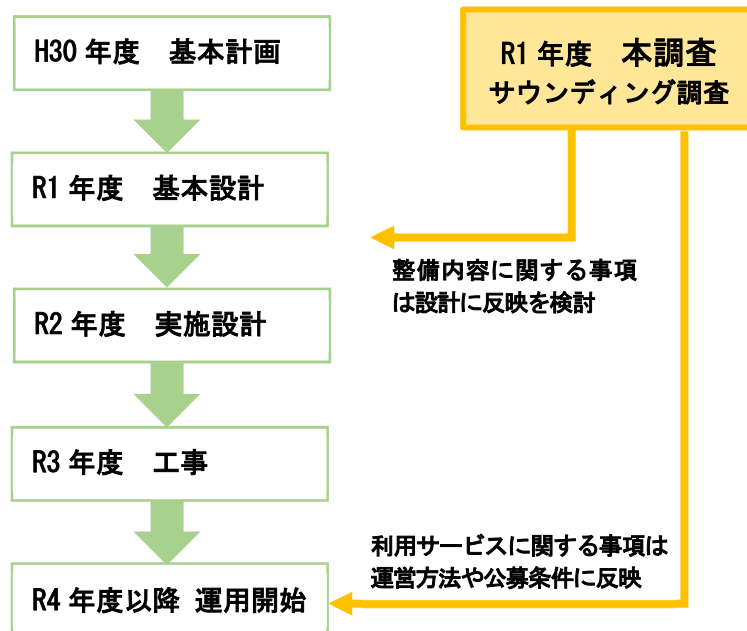 H30 年度　基本計画
R1 年度　本調査
サウンディング調査
R1 年度　基本設計
整備内容に関する事項
は設計に反映を検討
R2 年度　実施設計
R3 年度　工事
利用サービスに関する事項は
運営方法や公募条件に反映
R4 年度以降 運用開始